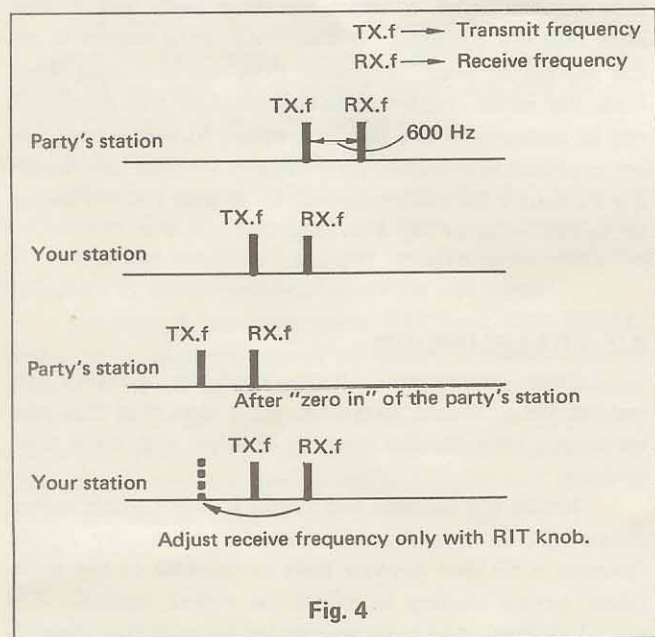 TX.f → Transmit frequency
RX.f → Receive frequency
TX.f RX.f
600 Hz
Party's station
TX.f RX.f
Your station
TX.f RX.f
Party's station
After "zero in" of the party's station
TX.f RX.f
Your station
Adjust receive frequency only with RIT knob.
Fig. 4